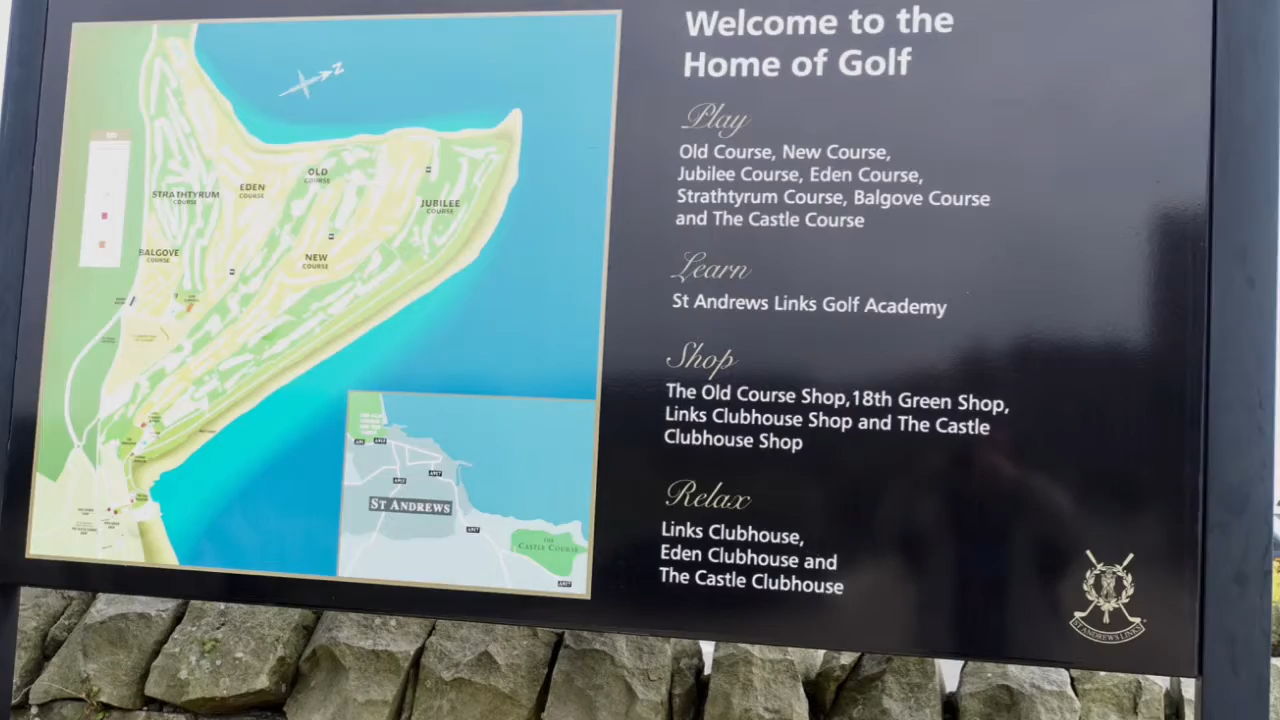 Welcome to the
Home of Golf
Play
Old Course, New Course,
Jubilee Course, Eden Course,
Strathtyrum Course, Balgove Course
and The Castle Course
Learn
St Andrews Links Golf Academy
Shop
The Old Course Shop,18th Green Shop,
Links Clubhouse Shop and The Castle
Clubhouse Shop
Relax
Links Clubhouse,
Eden Clubhouse and
The Castle Clubhouse
ST ANDREWS LINKS
Z
STRATHTYRUM
COURSE
EDEN
COURSE
OLD
COURSE
JUBILEE
COURSE
BALGOVE
COURSE
NEW
COURSE
ST ANDREWS
THE
CASTLE COURSE